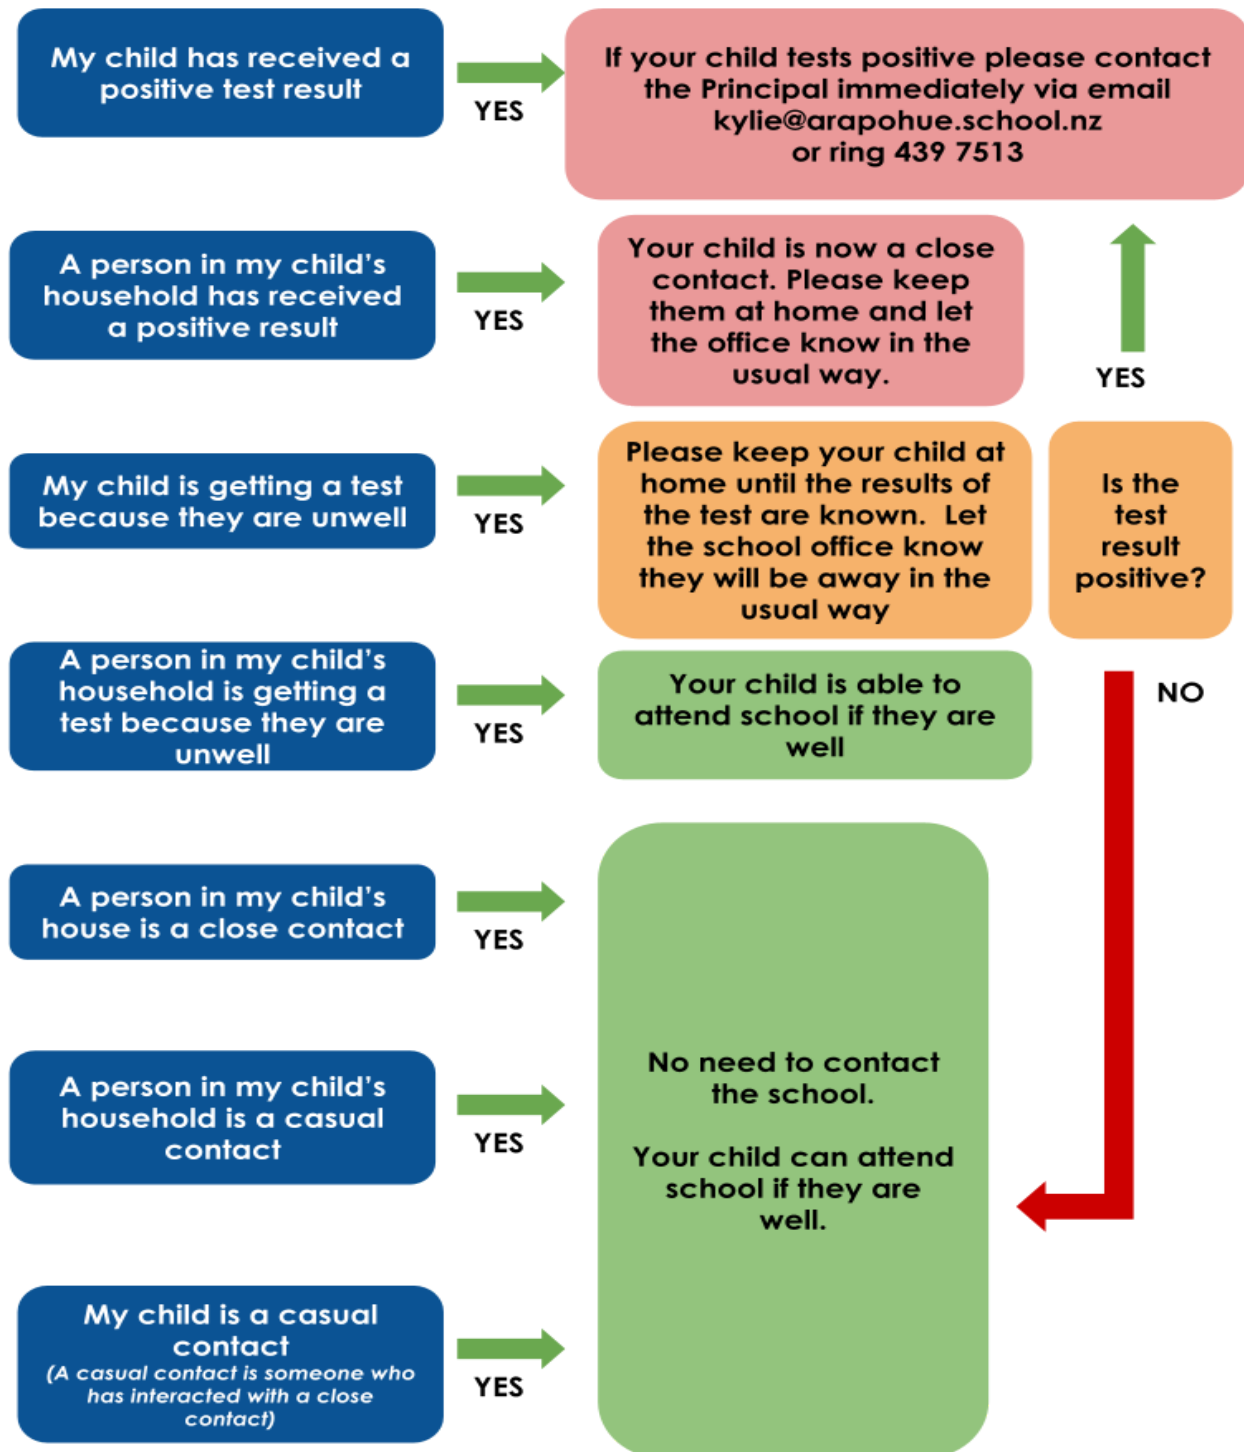 My child has received a
positive test result
YES
If your child tests positive please contact
the Principal immediately via email
kylie@arapohue.school.nz
or ring 439 7513
A person in my child's
household has received
a positive result
YES
Your child is now a close
contact. Please keep
them at home and let
the office know in the
usual way.
YES
My child is getting a test
because they are unwell
YES
Please keep your child at
home until the results of
the test are known.  Let
the school office know
they will be away in the
usual way
Is the
test
result
positive?
A person in my child's
household is getting a
test because they are
unwell
YES
Your child is able to
attend school if they are
well
NO
A person in my child's
house is a close contact
YES
A person in my child's
household is a casual
contact
YES
No need to contact
the school.
Your child can attend
school if they are
well.
My child is a casual
contact
(A casual contact is someone who
has interacted with a close
contact)
YES